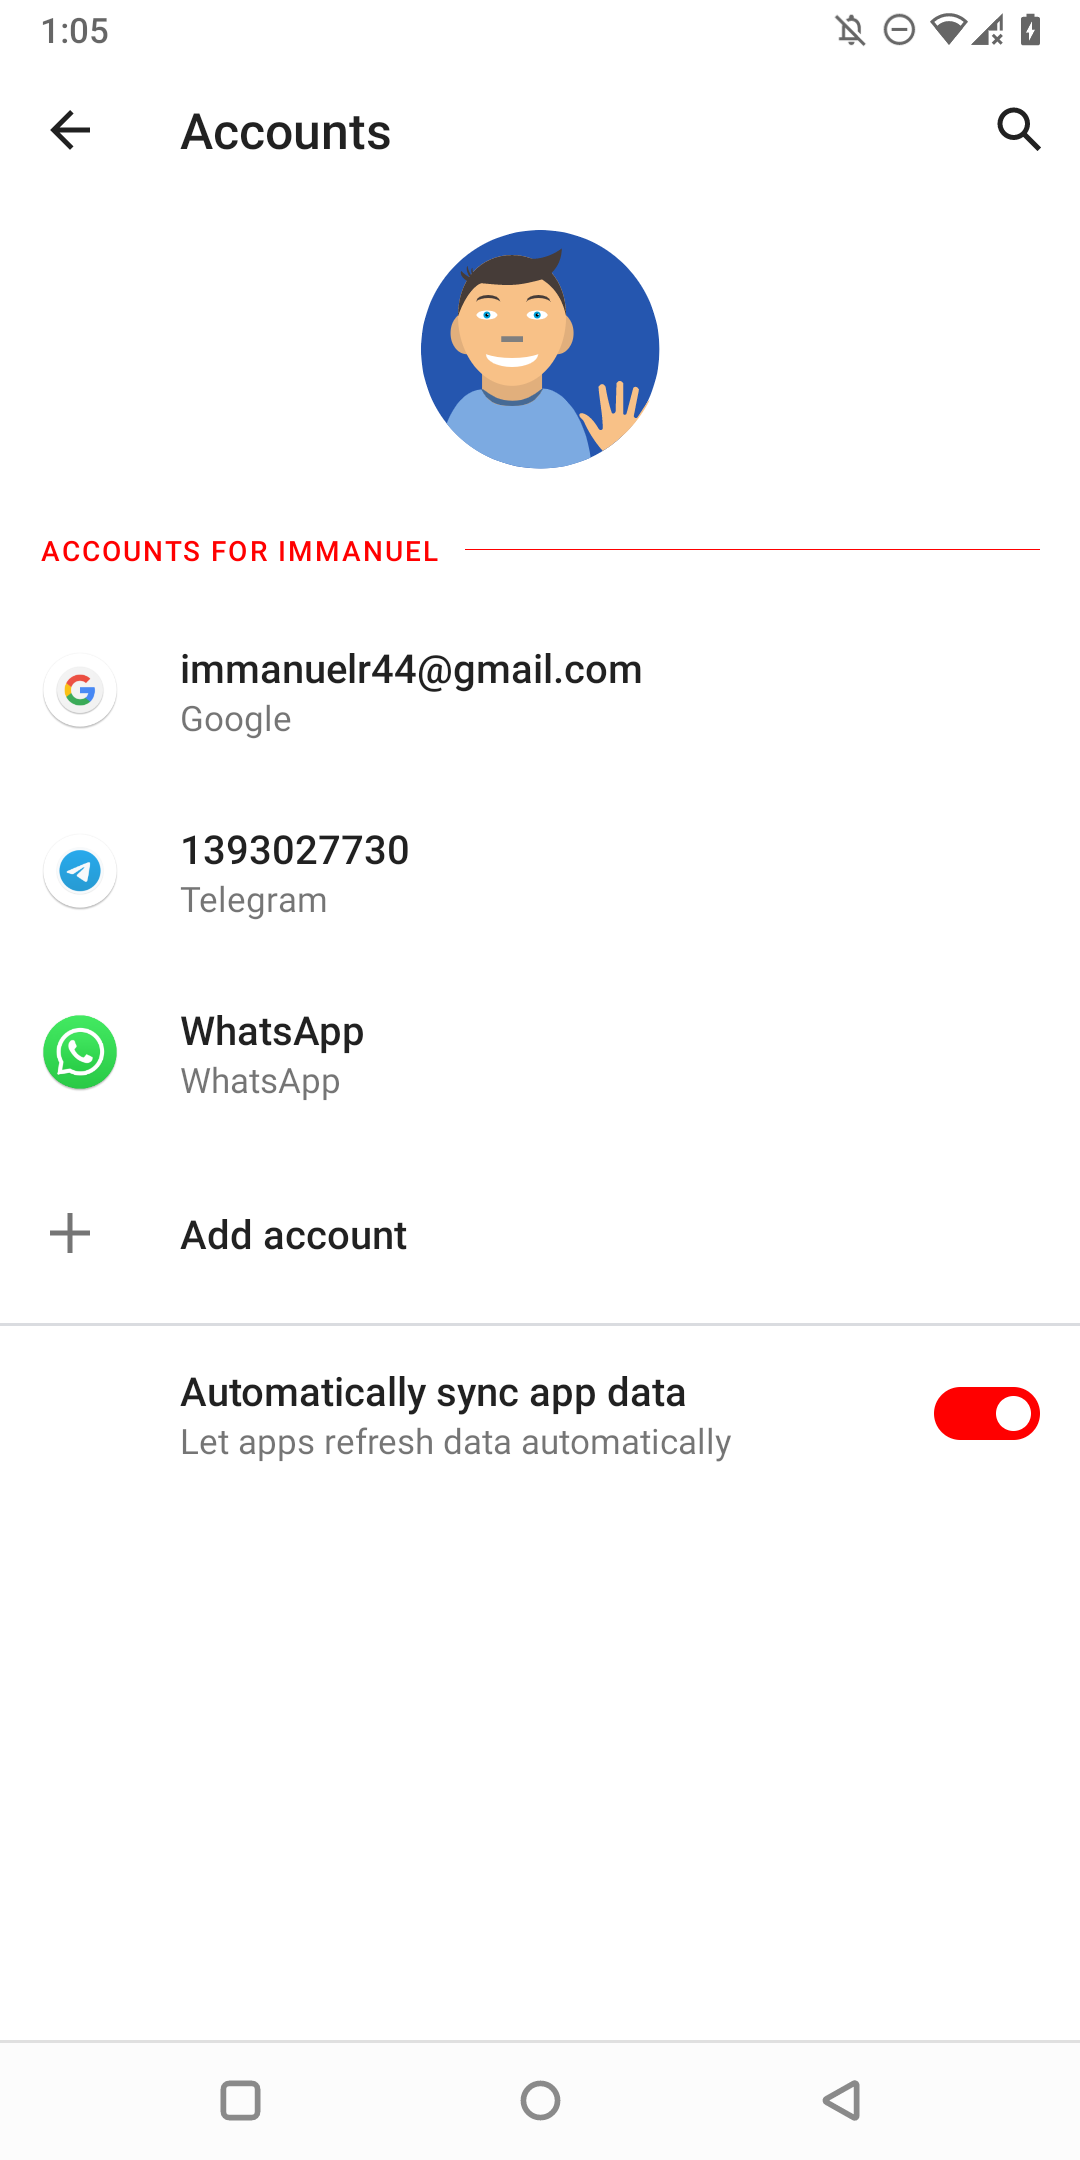 1:05
Accounts
ACCOUNTS FOR IMMANUEL
immanuelr44@gmail.com
Google
1393027730
Telegram
WhatsApp
WhatsApp
Add account
Automatically sync app data
Let apps refresh data automatically